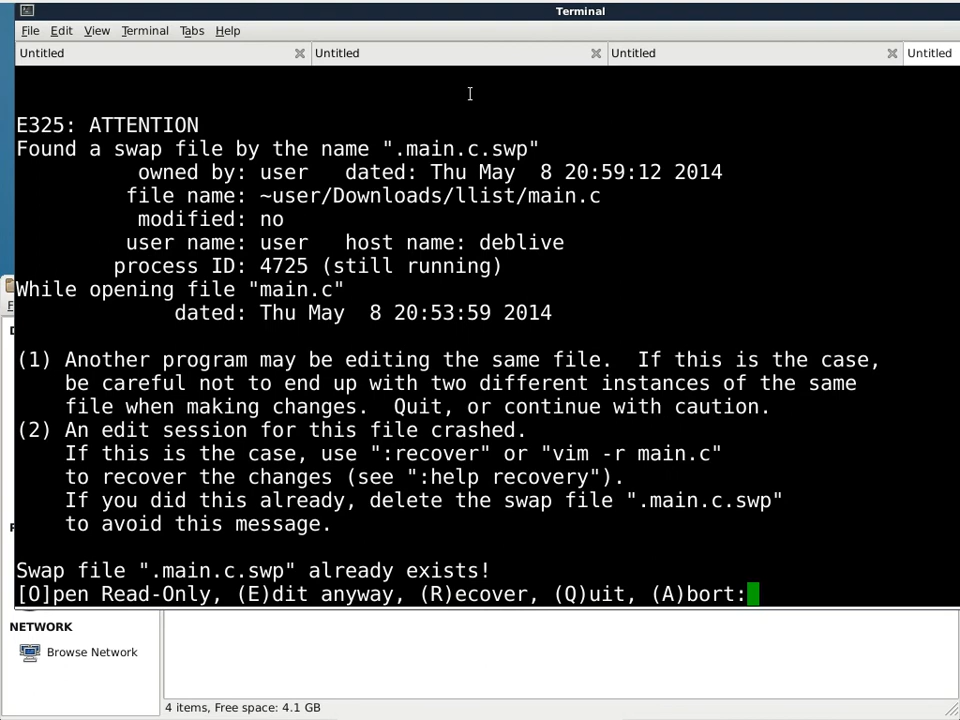 Terminal
File Edit View Terminal Tabs Help
Untitled Untitled Untitled Untitled
E325: ATTENTION
Found a swap file by the name ".main.c.swp"
owned by: user   dated: Thu May  8 20:59:12 2014
file name: ~user/Downloads/llist/main.c
modified: no
user name: user   host name: deblive
process ID: 4725 (still running)
While opening file "main.c"
dated: Thu May  8 20:53:59 2014
(1) Another program may be editing the same file.  If this is the case,
be careful not to end up with two different instances of the same
file when making changes.  Quit, or continue with caution.
(2) An edit session for this file crashed.
If this is the case, use ":recover" or "vim -r main.c"
to recover the changes (see ":help recovery").
If you did this already, delete the swap file ".main.c.swp"
to avoid this message.
Swap file ".main.c.swp" already exists!
[O]pen Read-Only, (E)dit anyway, (R)ecover, (Q)uit, (A)bort:
NETWORK
Browse Network
4 items, Free space: 4.1 GB